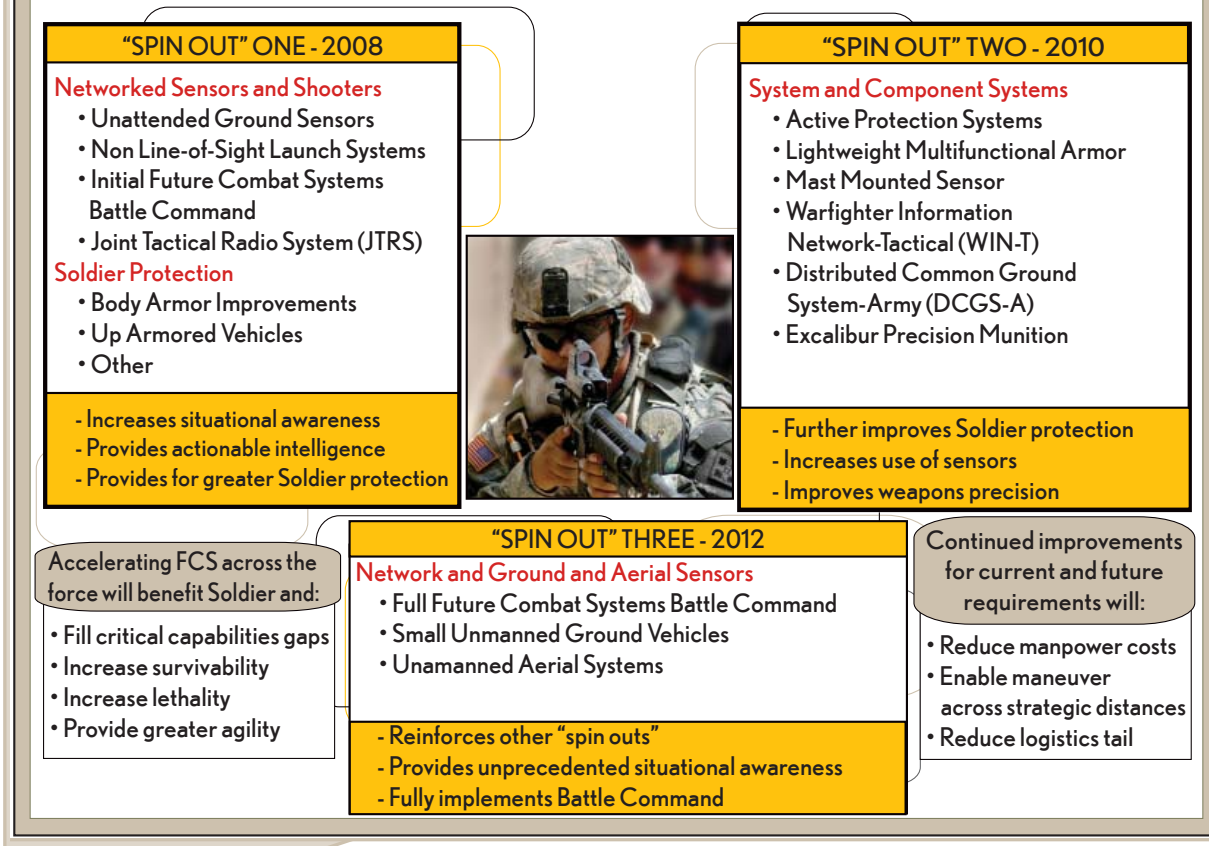 “SPIN OUT” ONE - 2008
Networked Sensors and Shooters
• Unattended Ground Sensors
• Non Line-of-Sight Launch Systems
• Initial Future Combat Systems
Battle Command
• Joint Tactical Radio System (JTRS)
Soldier Protection
• Body Armor Improvements
• Up Armored Vehicles
• Other
- Increases situational awareness
- Provides actionable intelligence
- Provides for greater Soldier protection
“SPIN OUT” TWO - 2010
System and Component Systems
• Active Protection Systems
• Lightweight Multifunctional Armor
• Mast Mounted Sensor
• Warfighter Information
Network-Tactical (WIN-T)
• Distributed Common Ground
System-Army (DCGS-A)
• Excalibur Precision Munition
- Further improves Soldier protection
- Increases use of sensors
- Improves weapons precision
Accelerating FCS across the
force will benefit Soldier and:
• Fill critical capabilities gaps
• Increase survivability
• Increase lethality
• Provide greater agility
“SPIN OUT” THREE - 2012
Network and Ground and Aerial Sensors
• Full Future Combat Systems Battle Command
• Small Unmanned Ground Vehicles
• Unamanned Aerial Systems
- Reinforces other “spin outs”
- Provides unprecedented situational awareness
- Fully implements Battle Command
Continued improvements
for current and future
requirements will:
• Reduce manpower costs
• Enable maneuver
across strategic distances
• Reduce logistics tail